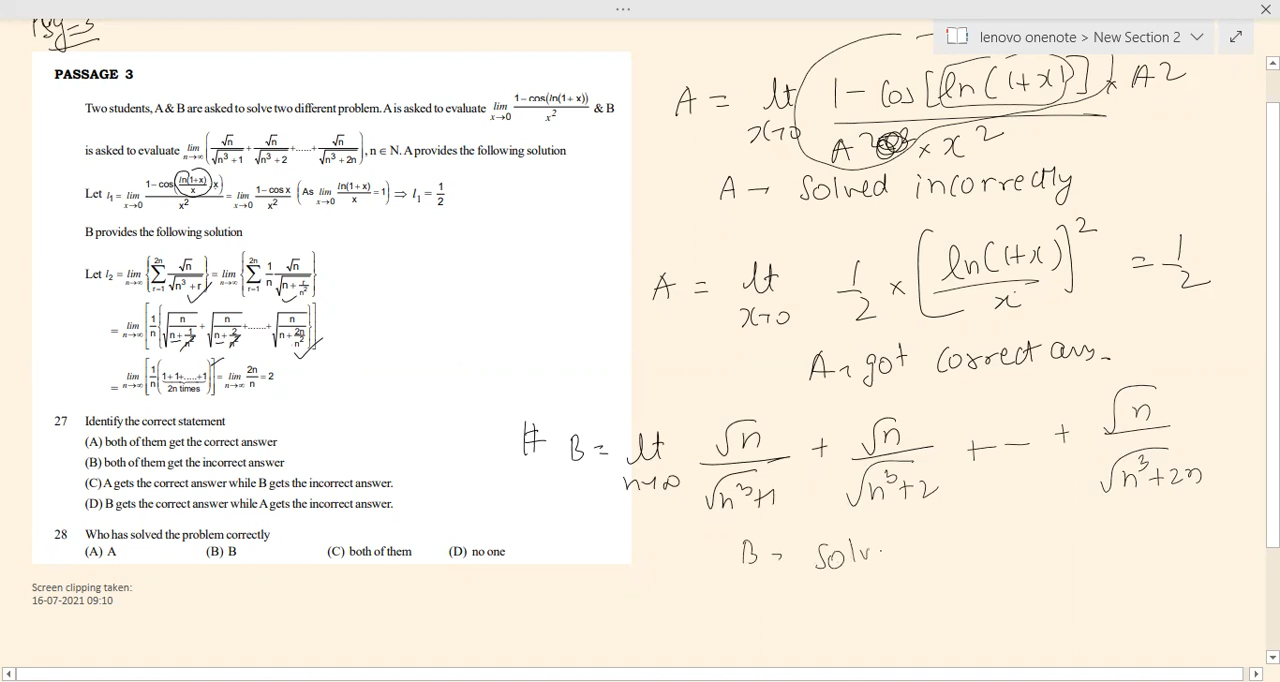 lenovo onenote > New Section 2
PASSAGE 3
Two students, A & B are asked to solve two different problem. A is asked to evaluate lim x→0 (1−cos(ln(1+x)))/x² & B
is asked to evaluate lim n→∞ (√n/√(n³+1) + √n/√(n³+2) + ...... + √n/√(n³+2n)), n ∈ N. A provides the following solution
Let l₁ = lim x→0 (1−cos(ln(1+x)/x · x))/x² = lim x→0 (1−cos x)/x² (As lim x→0 ln(1+x)/x = 1) ⇒ l₁ = 1/2
B provides the following solution
Let l₂ = lim n→∞ {Σ r=1 2n √n/√(n³+r)} = lim n→∞ {Σ r=1 2n 1/n √n/√(n+r/n²)}
= lim n→∞ [1/n {√(n/(n+1/n²)) + √(n/(n+2/n²)) + ...... + √(n/(n+2n/n²))}]
= lim n→∞ [1/n (1+1+.....+1) 2n times] = lim n→∞ 2n/n = 2
27 Identify the correct statement
(A) both of them get the correct answer
(B) both of them get the incorrect answer
(C) A gets the correct answer while B gets the incorrect answer.
(D) B gets the correct answer while A gets the incorrect answer.
28 Who has solved the problem correctly
(A) A (B) B (C) both of them (D) no one
Screen clipping taken:
16-07-2021 09:10
A = lt x→0 1 − cos[ln(1+x)] × A2 / A2 × x²
A → solved incorrectly
A = lt x→0 1/2 × [ln(1+x)/x]² = 1/2
A → got correct ans.
# B = lt n→∞ √n/√(n³+1) + √n/√(n³+2) + — + √n/√(n³+2n)
B → solv.